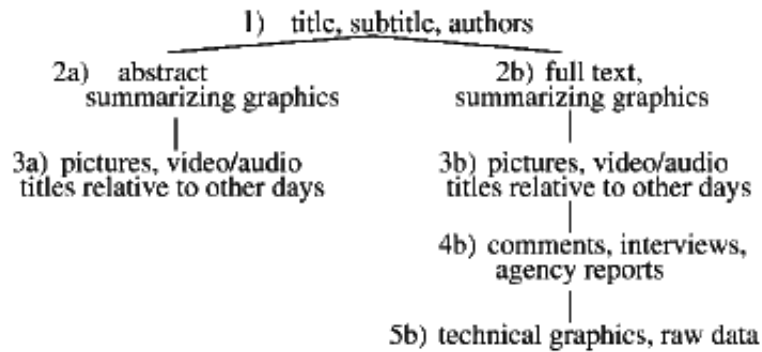 1) title, subtitle, authors
2a) abstract
summarizing graphics
2b) full text,
summarizing graphics
3a) pictures, video/audio
titles relative to other days
3b) pictures, video/audio
titles relative to other days
4b) comments, interviews,
agency reports
5b) technical graphics, raw data